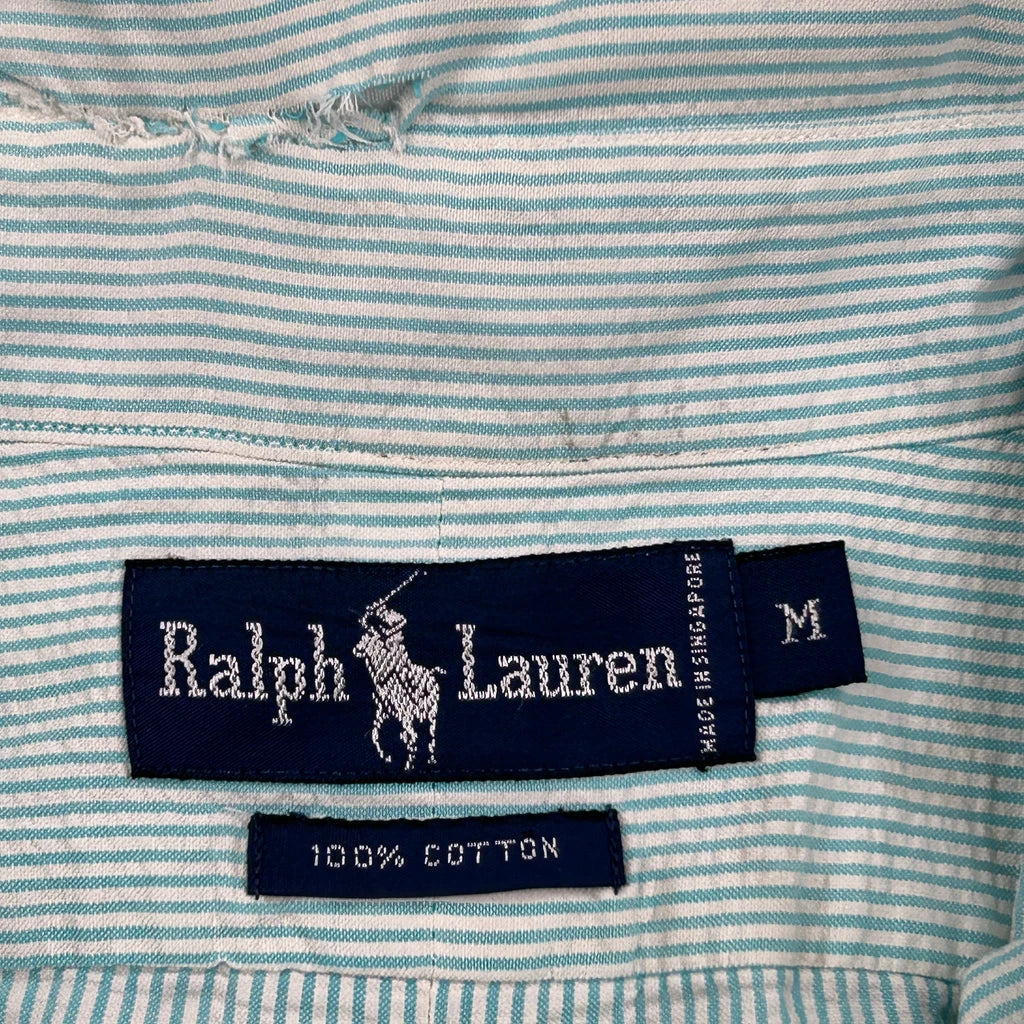 Ralph Lauren
MADE IN SINGAPORE
M
100% COTTON